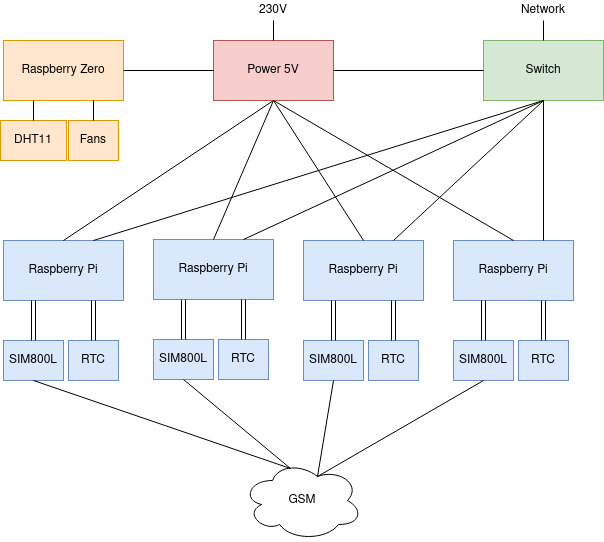 230V
Network
Raspberry Zero
Power 5V
Switch
DHT11
Fans
Raspberry Pi
Raspberry Pi
Raspberry Pi
Raspberry Pi
SIM800L
RTC
SIM800L
RTC
SIM800L
RTC
SIM800L
RTC
GSM